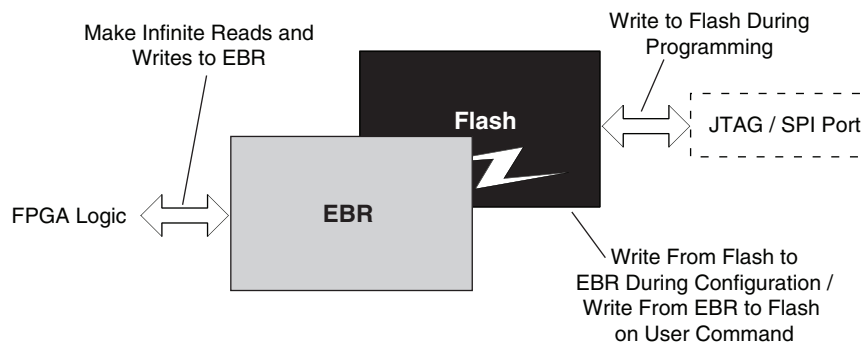 Make Infinite Reads and
Writes to EBR
Write to Flash During
Programming
Flash
JTAG / SPI Port
FPGA Logic
EBR
Write From Flash to
EBR During Configuration /
Write From EBR to Flash
on User Command